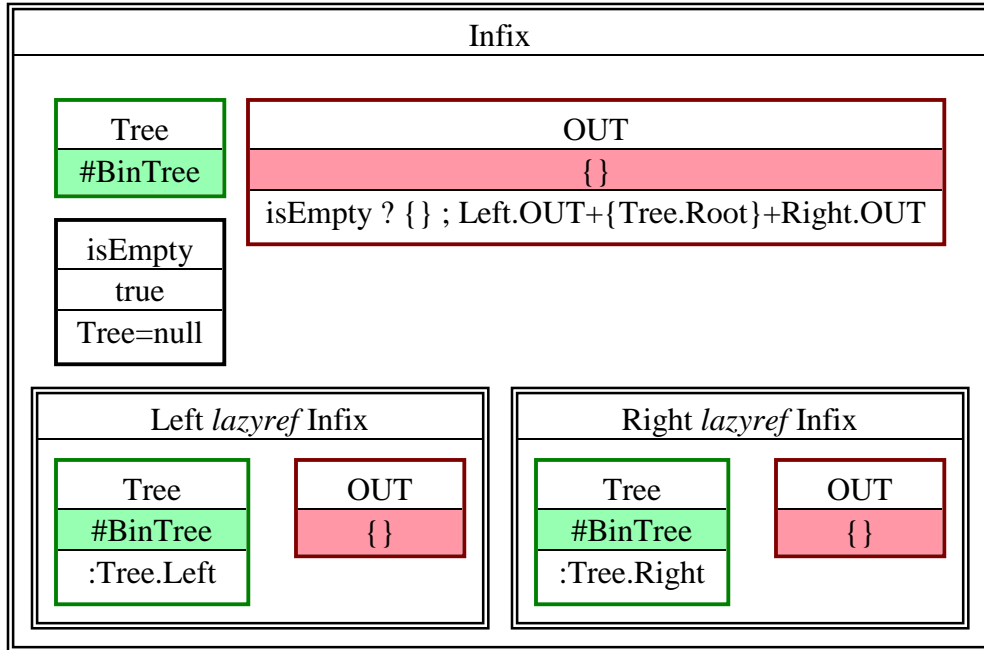 Infix
Tree
#BinTree
OUT
{}
isEmpty ? {} ; Left.OUT+{Tree.Root}+Right.OUT
isEmpty
true
Tree=null
Left lazyref Infix
Tree
#BinTree
:Tree.Left
OUT
{}
Right lazyref Infix
Tree
#BinTree
:Tree.Right
OUT
{}